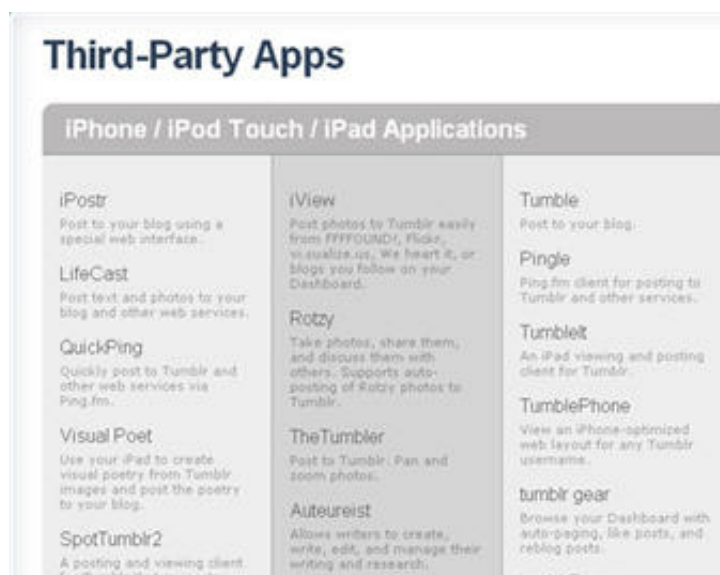 Third-Party Apps
iPhone / iPod Touch / iPad Applications
iPostr
Post to your blog using a
special web interface.
LifeCast
Post text and photos to your
blog and other web services.
QuickPing
Quickly post to Tumblr and
other web services via
Ping.fm.
Visual Poet
Use your iPad to create
visual poetry from Tumblr
images and post the poetry
to your blog.
SpotTumblr2
A posting and viewing client
iView
Post photos to Tumblr easily
from FFFFOUND!, Flickr,
vi.sualize.us, We heart it, or
blogs you follow on your
Dashboard.
Rotzy
Take photos, share them,
and discuss them with
others. Supports auto-
posting of Rotzy photos to
Tumblr.
TheTumbler
Post to Tumblr. Pan and
zoom photos.
Auteureist
Allows writers to create,
write, edit, and manage their
writing and research.
Tumble
Post to your blog.
Pingle
Ping.fm client for posting to
Tumblr and other services.
TumbleIt
An iPad viewing and posting
client for Tumblr.
TumblePhone
View an iPhone-optimized
web layout for any Tumblr
username.
tumblr gear
Browse your Dashboard with
auto-paging, like posts, and
reblog posts.